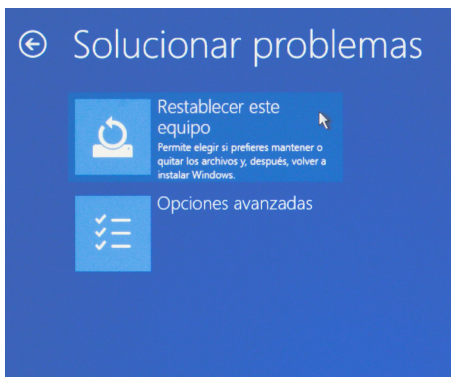 Solucionar problemas
Restablecer este
equipo
Permite elegir si prefieres mantener o
quitar los archivos y, después, volver a
instalar Windows.
Opciones avanzadas